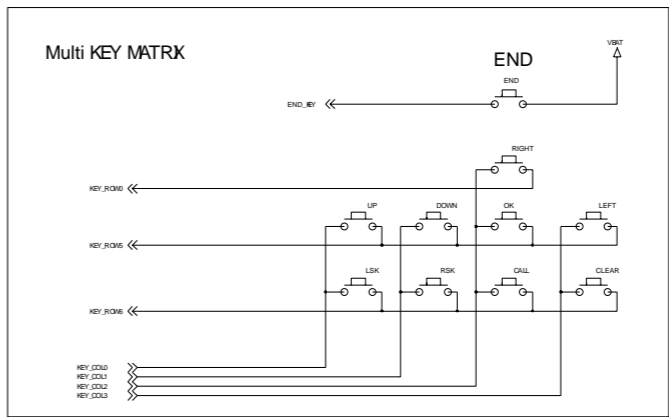 Multi KEY MATRIX
END
VBAT
END
END_KEY
RIGHT
KEY_ROW0
UP DOWN OK LEFT
KEY_ROW5
LSK RSK CALL CLEAR
KEY_ROW6
KEY_COL0
KEY_COL1
KEY_COL2
KEY_COL3